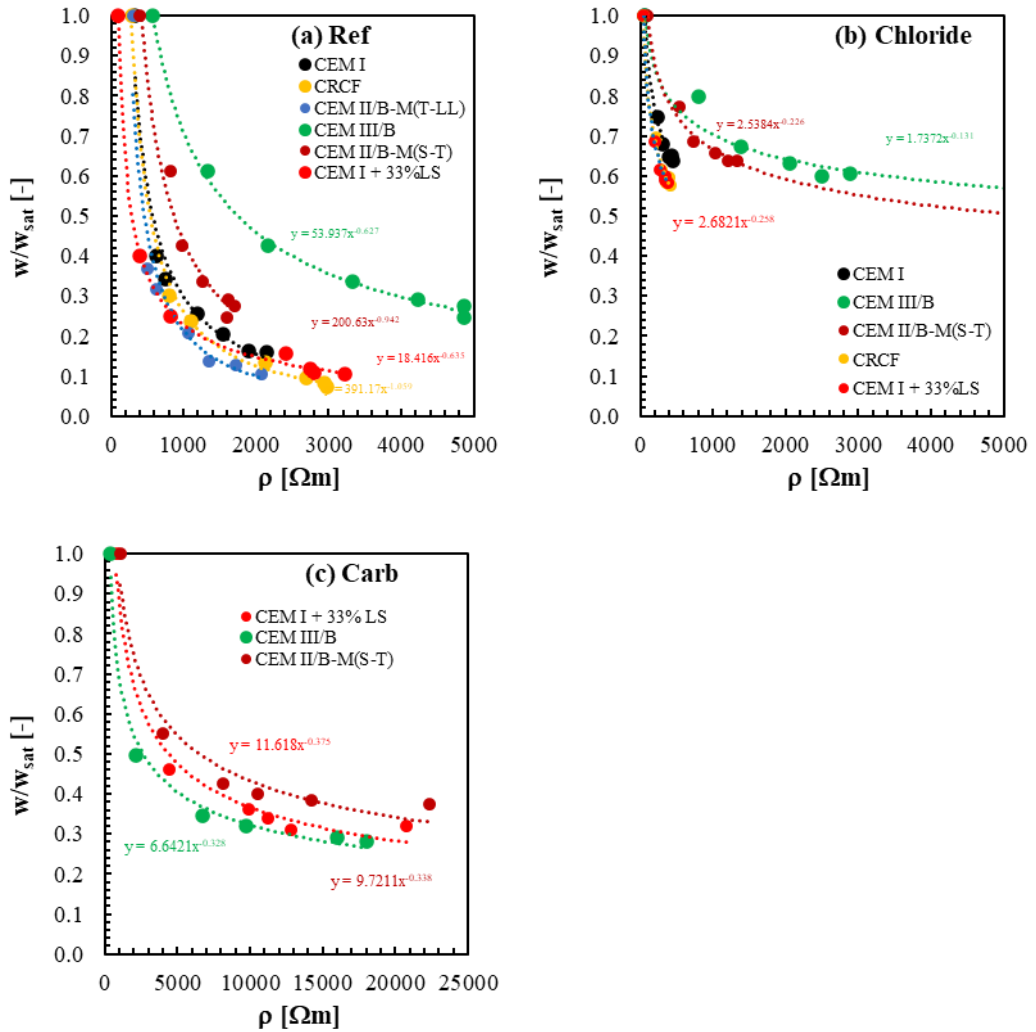 (a) Ref
CEM I
CRCF
CEM II/B-M(T-LL)
CEM III/B
CEM II/B-M(S-T)
CEM I + 33%LS
y = 53.937x-0.627
y = 200.63x-0.942
y = 18.416x-0.635
= 391.17x-1.059
w/wsat [-]
1.0
0.9
0.8
0.7
0.6
0.5
0.4
0.3
0.2
0.1
0.0
0 1000 2000 3000 4000 5000
ρ [Ωm]
(b) Chloride
y = 2.5384x-0.226
y = 1.7372x-0.131
y = 2.6821x-0.258
CEM I
CEM III/B
CEM II/B-M(S-T)
CRCF
CEM I + 33%LS
w/wsat [-]
1.0
0.9
0.8
0.7
0.6
0.5
0.4
0.3
0.2
0.1
0.0
0 1000 2000 3000 4000 5000
ρ [Ωm]
(c) Carb
CEM I + 33% LS
CEM III/B
CEM II/B-M(S-T)
y = 11.618x-0.375
y = 6.6421x-0.328
y = 9.7211x-0.338
w/wsat [-]
1.0
0.9
0.8
0.7
0.6
0.5
0.4
0.3
0.2
0.1
0.0
0 5000 10000 15000 20000 25000
ρ [Ωm]